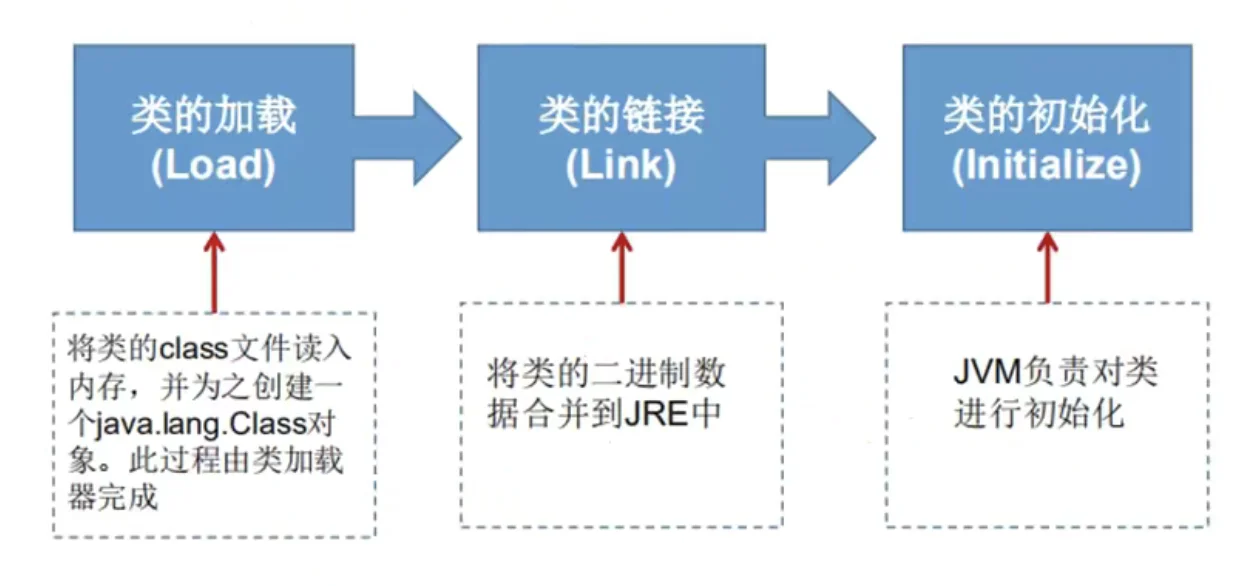 类的加载
(Load)
类的链接
(Link)
类的初始化
(Initialize)
将类的class文件读入
内存，并为之创建一
个java.lang.Class对
象。此过程由类加载
器完成
将类的二进制数
据合并到JRE中
JVM负责对类
进行初始化